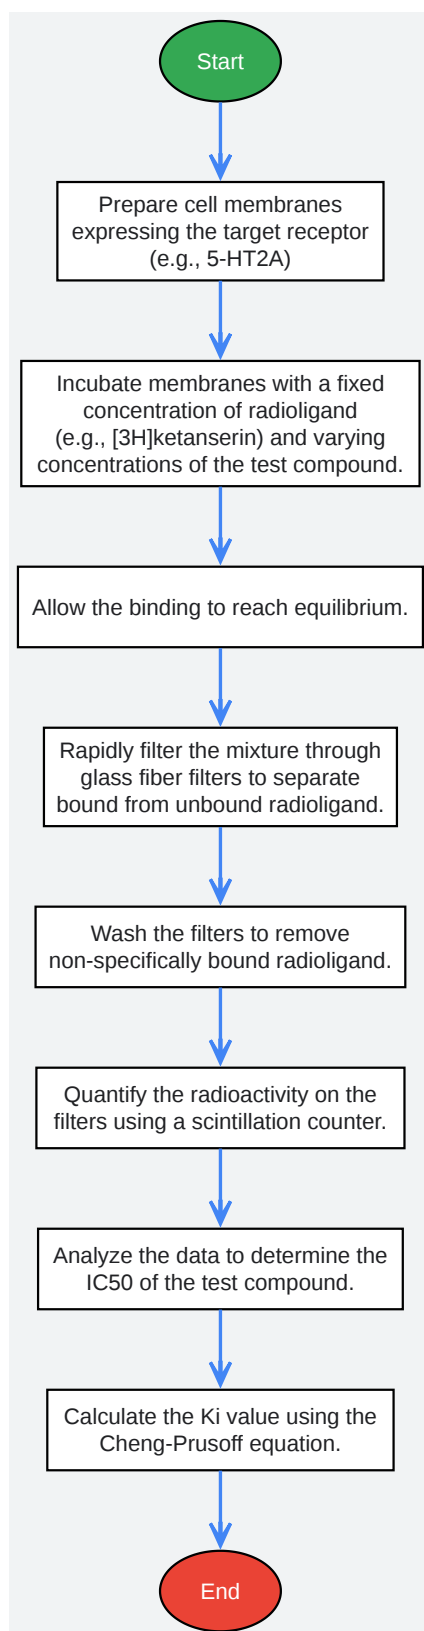 Start
Prepare cell membranes
expressing the target receptor
(e.g., 5-HT2A)
Incubate membranes with a fixed
concentration of radioligand
(e.g., [3H]ketanserin) and varying
concentrations of the test compound.
Allow the binding to reach equilibrium.
Rapidly filter the mixture through
glass fiber filters to separate
bound from unbound radioligand.
Wash the filters to remove
non-specifically bound radioligand.
Quantify the radioactivity on the
filters using a scintillation counter.
Analyze the data to determine the
IC50 of the test compound.
Calculate the Ki value using the
Cheng-Prusoff equation.
End